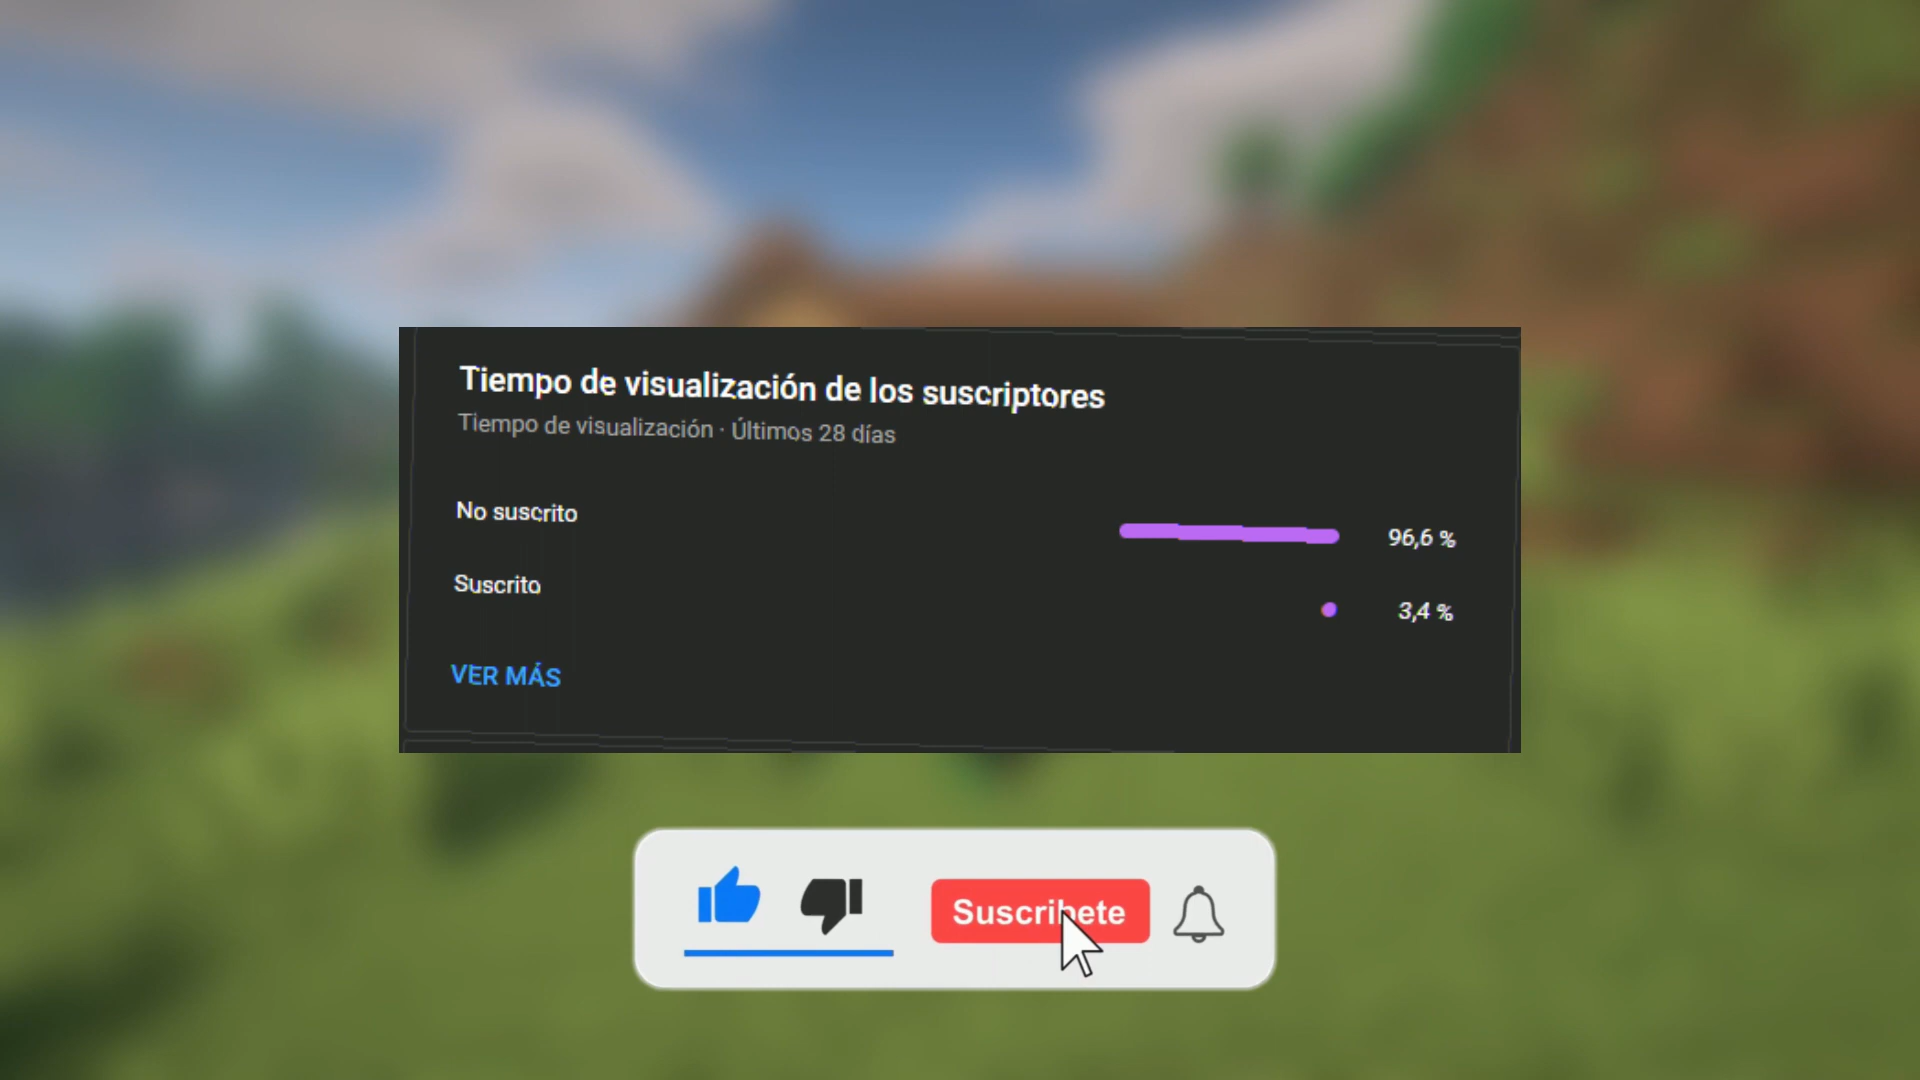 Tiempo de visualización de los suscriptores
Tiempo de visualización · Últimos 28 días
No suscrito 96,6 %
Suscrito 3,4 %
VER MÁS
Suscribete